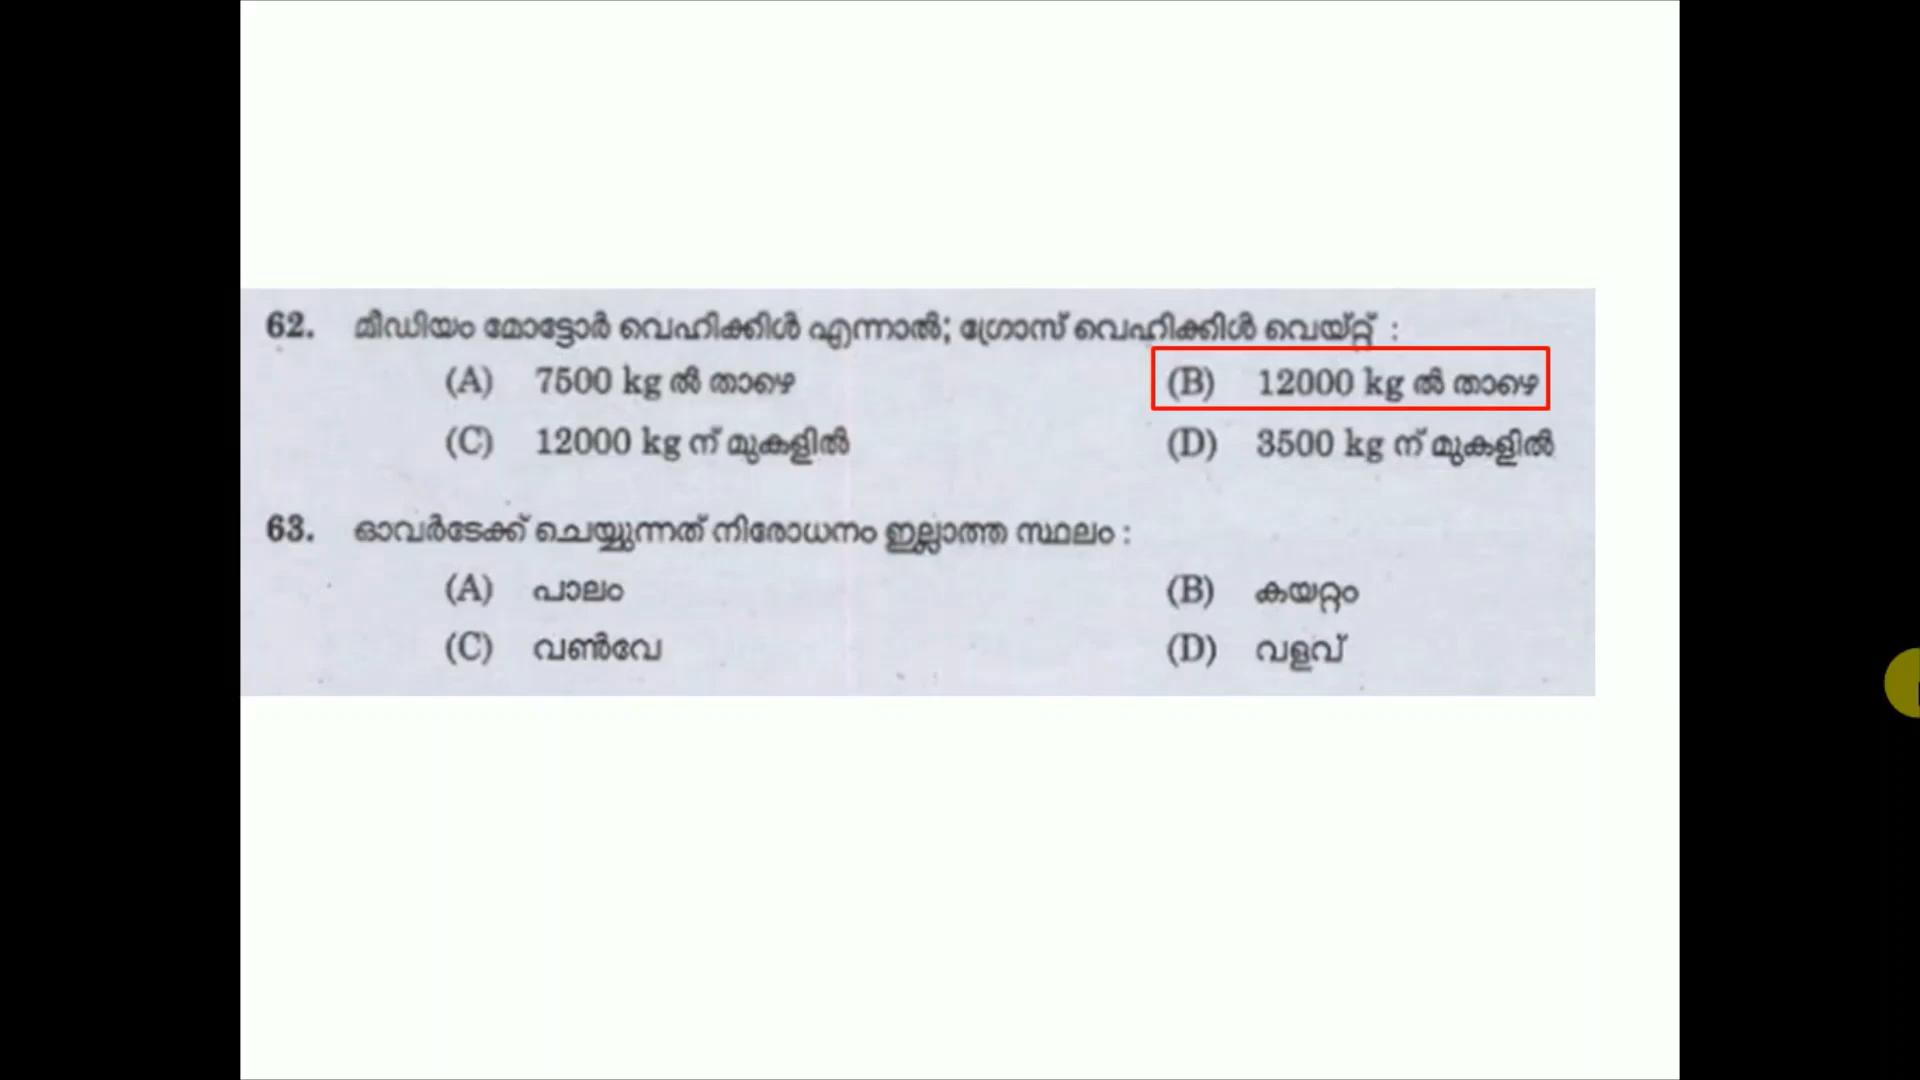 62. മീഡിയം മോട്ടോർ വെഹിക്കിൾ എന്നാൽ; ഗ്രോസ് വെഹിക്കിൾ വെയ്റ്റ് :
(A) 7500 kg ൽ താഴെ (B) 12000 kg ൽ താഴെ
(C) 12000 kg ന് മുകളിൽ (D) 3500 kg ന് മുകളിൽ
63. ഓവർടേക്ക് ചെയ്യുന്നത് നിരോധനം ഇല്ലാത്ത സ്ഥലം :
(A) പാലം (B) കയറ്റം
(C) വൺവേ (D) വളവ്